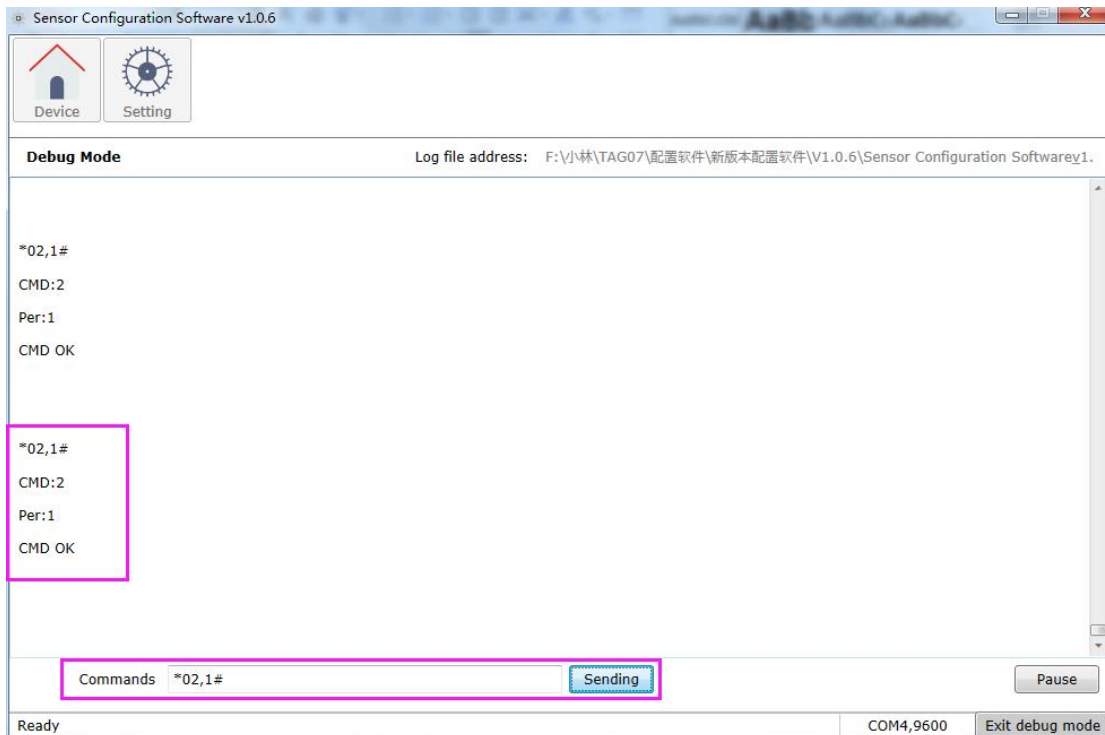 Sensor Configuration Software v1.0.6
Device
Setting
Debug Mode
Log file address: F:\小林\TAG07\配置软件\新版本配置软件\V1.0.6\Sensor Configuration Softwarev1.
*02,1#
CMD:2
Per:1
CMD OK
*02,1#
CMD:2
Per:1
CMD OK
Commands *02,1# Sending Pause
Ready COM4,9600 Exit debug mode